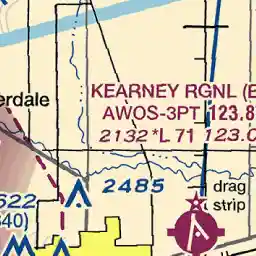 erdale
KEARNEY RGNL (E
AWOS-3PT 123.8
2132 *L 71 123.0
622
2485
drag
540)
strip